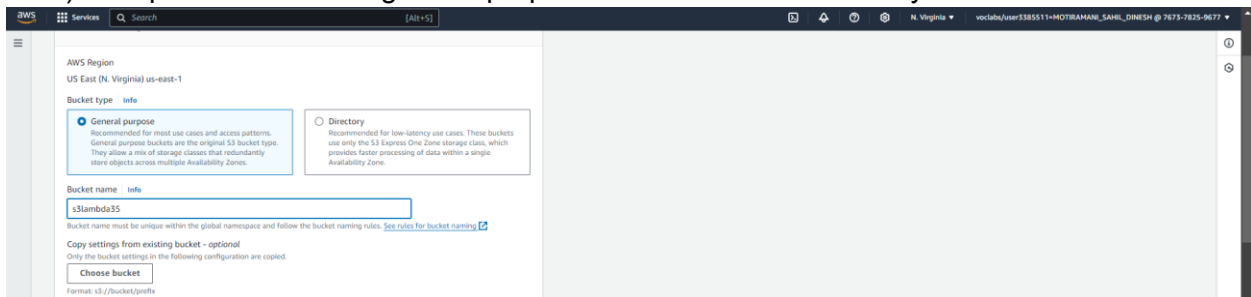 aws Services Search [Alt+S] N. Virginia ▼ voclabs/user3385511=MOTIRAMANI_SAHIL_DINESH @ 7673-7825-9677 ▼
AWS Region
US East (N. Virginia) us-east-1
Bucket type Info
General purpose
Recommended for most use cases and access patterns.
General purpose buckets are the original S3 bucket type.
They allow a mix of storage classes that redundantly
store objects across multiple Availability Zones.
Directory
Recommended for low-latency use cases. These buckets
use only the S3 Express One Zone storage class, which
provides faster processing of data within a single
Availability Zone.
Bucket name Info
s3lambda35
Bucket name must be unique within the global namespace and follow the bucket naming rules. See rules for bucket naming
Copy settings from existing bucket - optional
Only the bucket settings in the following configuration are copied.
Choose bucket
Format: s3://bucket/prefix